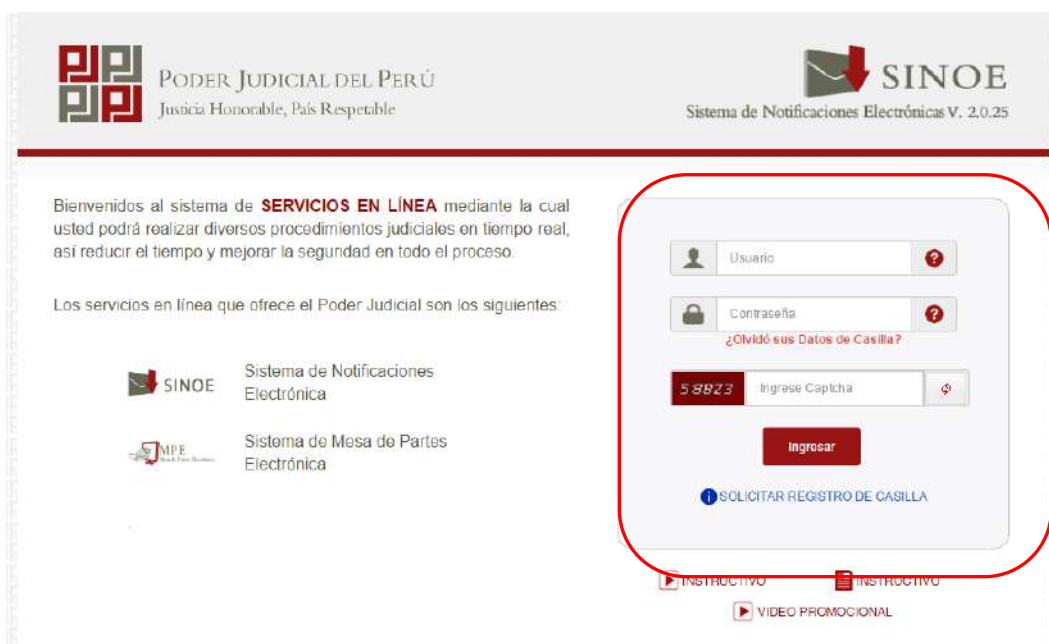 PODER JUDICIAL DEL PERÚ
Justicia Honorable, País Respetable
SINOE
Sistema de Notificaciones Electrónicas V. 2.0.25
Bienvenidos al sistema de SERVICIOS EN LÍNEA mediante la cual
usted podrá realizar diversos procedimientos judiciales en tiempo real,
así reducir el tiempo y mejorar la seguridad en todo el proceso.
Los servicios en línea que ofrece el Poder Judicial son los siguientes:
SINOE
Sistema de Notificaciones
Electrónica
MPE
Sistema de Mesa de Partes
Electrónica
Usuario
Contraseña
¿Olvidó sus Datos de Casilla?
Ingrese Captcha
Ingresar
SOLICITAR REGISTRO DE CASILLA
INSTRUCTIVO
INSTRUCTIVO
VIDEO PROMOCIONAL